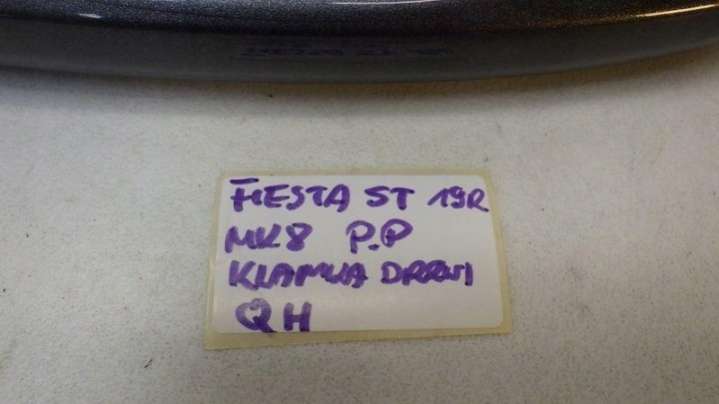 FIESTA ST 19R
MK8 P.P
KLAMKA DRZWI
QH